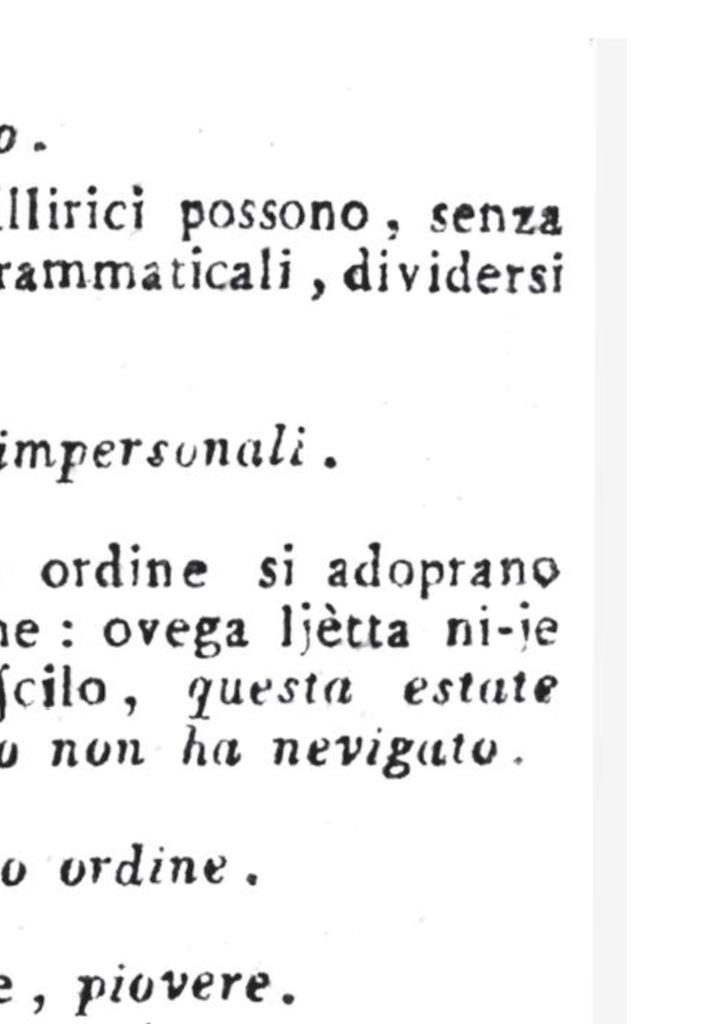 o.
llirici possono, senza
rammaticali, dividersi
impersonali.
ordine si adoprano
ne: ovega ljètta ni-je
ſcilo, questa estate
o non ha nevigato.
o ordine.
e, piovere.